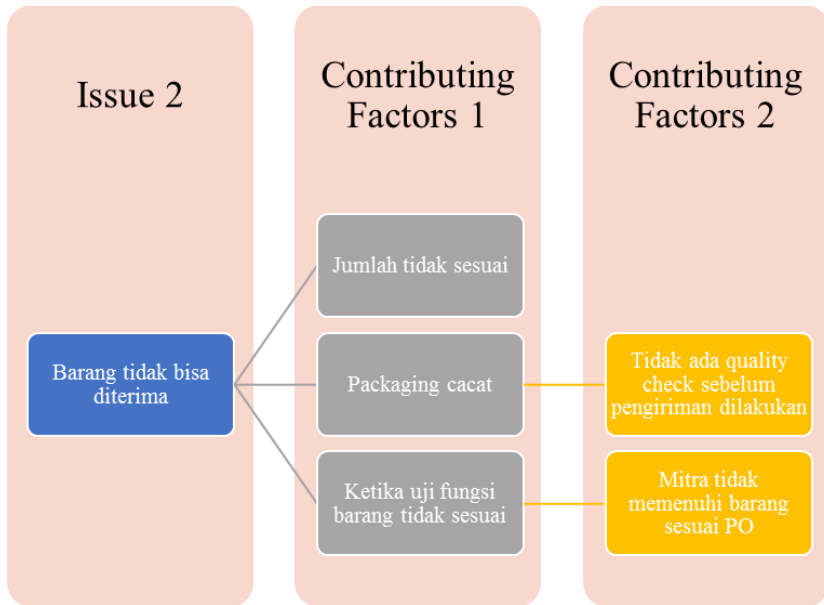 Issue 2
Contributing
Factors 1
Contributing
Factors 2
Barang tidak bisa
diterima
Jumlah tidak sesuai
Packaging cacat
Ketika uji fungsi
barang tidak sesuai
Tidak ada quality
check sebelum
pengiriman dilakukan
Mitra tidak
memenuhi barang
sesuai PO